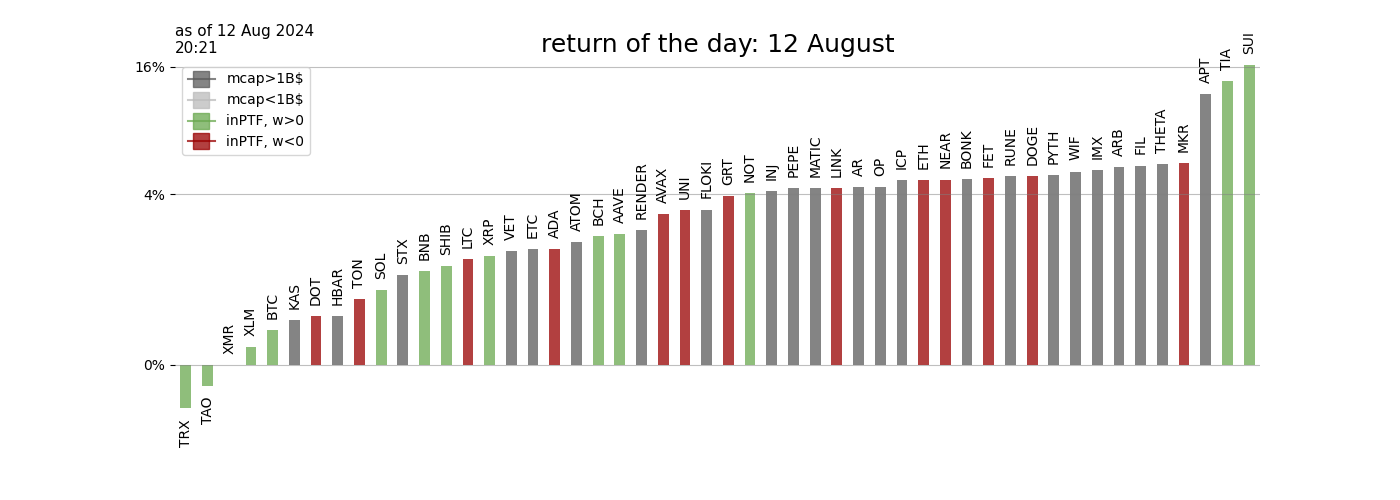 as of 12 Aug 2024
20:21
return of the day: 12 August
16%
4%
0%
mcap>1B$
mcap<1B$
inPTF, w>0
inPTF, w<0
TRX
TAO
XMR
XLM
BTC
KAS
DOT
HBAR
TON
SOL
STX
BNB
SHIB
LTC
XRP
VET
ETC
ADA
ATOM
BCH
AAVE
RENDER
AVAX
UNI
FLOKI
GRT
NOT
INJ
PEPE
MATIC
LINK
AR
OP
ICP
ETH
NEAR
BONK
FET
RUNE
DOGE
PYTH
WIF
IMX
ARB
FIL
THETA
MKR
APT
TIA
SUI